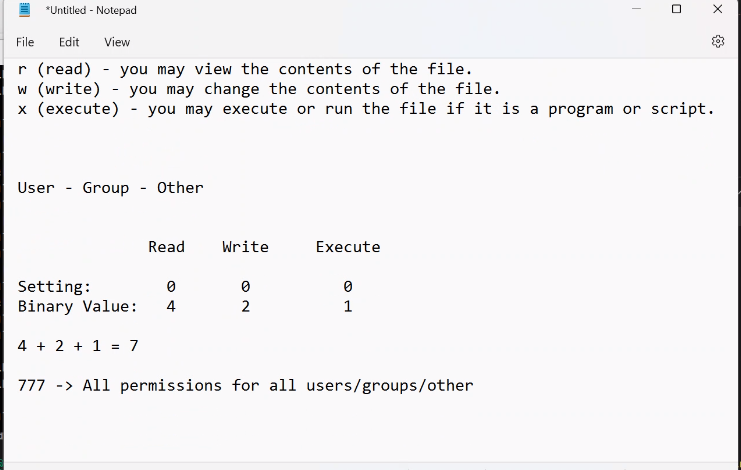 *Untitled - Notepad
File Edit View
r (read) - you may view the contents of the file.
w (write) - you may change the contents of the file.
x (execute) - you may execute or run the file if it is a program or script.
User - Group - Other
Read Write Execute
Setting: 0 0 0
Binary Value: 4 2 1
4 + 2 + 1 = 7
777 -> All permissions for all users/groups/other